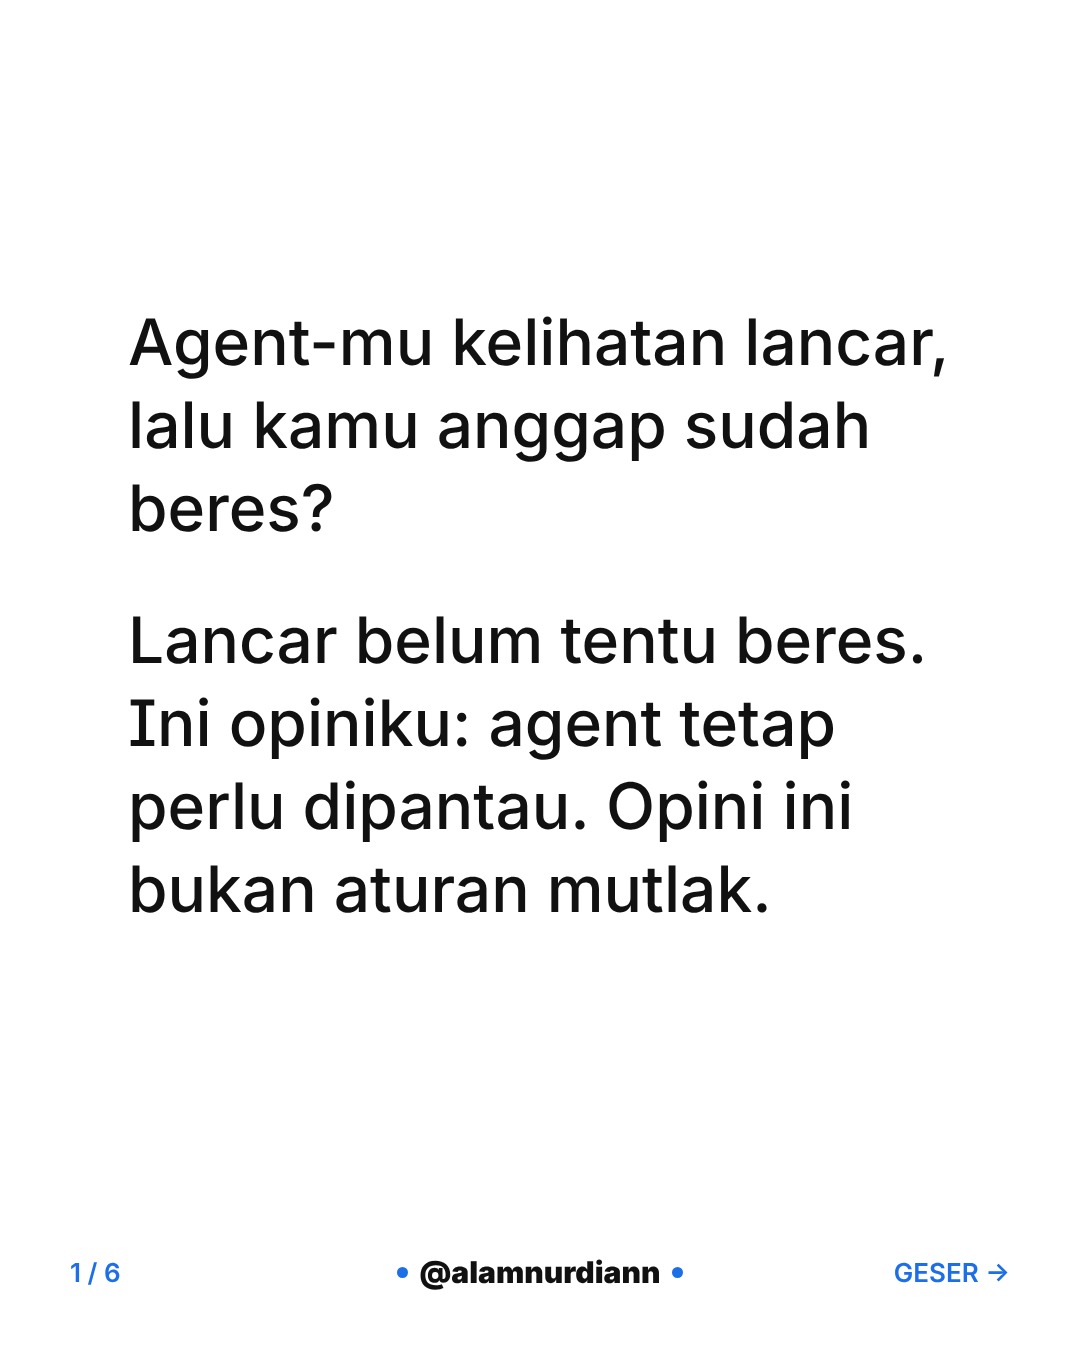 Agent-mu kelihatan lancar,
lalu kamu anggap sudah
beres?
Lancar belum tentu beres.
Ini opiniku: agent tetap
perlu dipantau. Opini ini
bukan aturan mutlak.
1 / 6
• @alamnurdiann •
GESER →